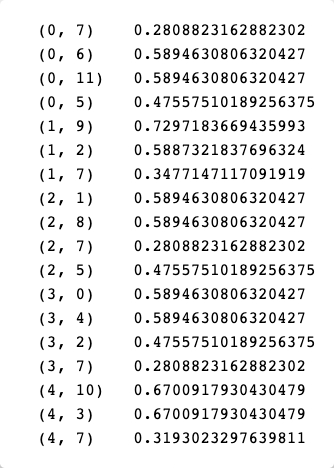 (0, 7) 0.2808823162882302
(0, 6) 0.5894630806320427
(0, 11) 0.5894630806320427
(0, 5) 0.47557510189256375
(1, 9) 0.7297183669435993
(1, 2) 0.5887321837696324
(1, 7) 0.3477147117091919
(2, 1) 0.5894630806320427
(2, 8) 0.5894630806320427
(2, 7) 0.2808823162882302
(2, 5) 0.47557510189256375
(3, 0) 0.5894630806320427
(3, 4) 0.5894630806320427
(3, 2) 0.47557510189256375
(3, 7) 0.2808823162882302
(4, 10) 0.6700917930430479
(4, 3) 0.6700917930430479
(4, 7) 0.3193023297639811